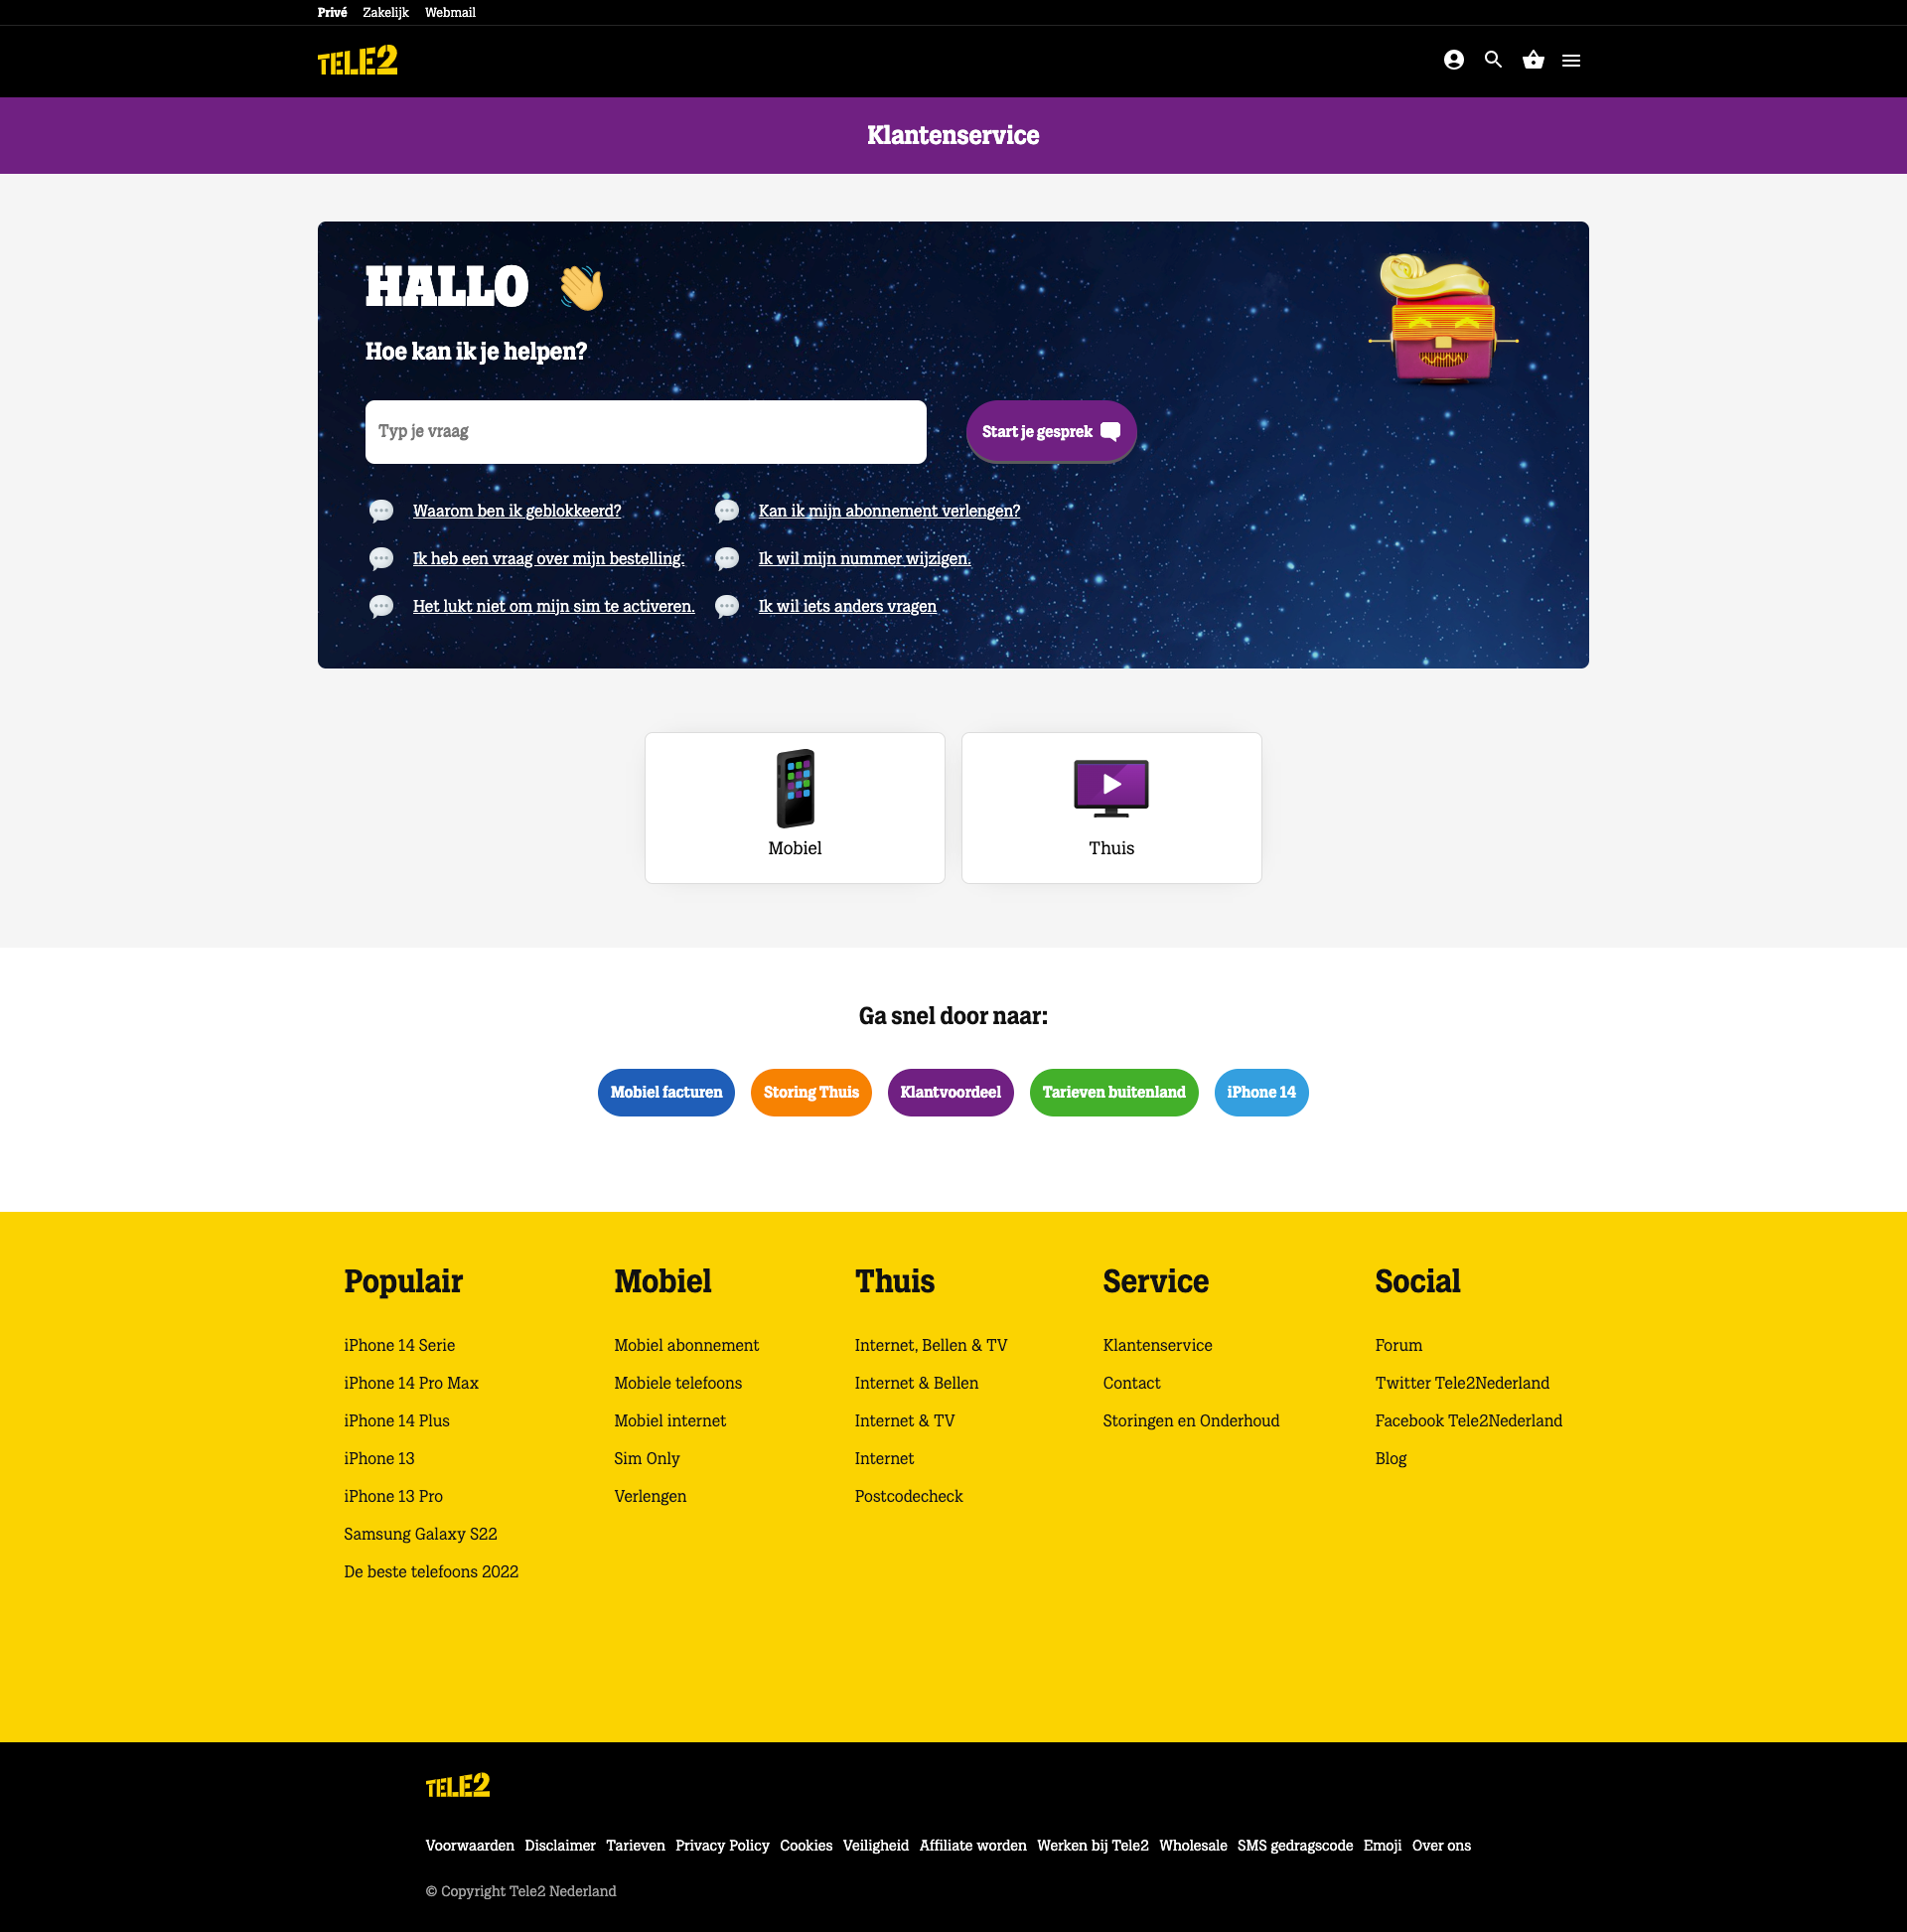 Privé Zakelijk Webmail
TELE2
Klantenservice
HALLO 👋
Hoe kan ik je helpen?
Typ je vraag
Start je gesprek
Waarom ben ik geblokkeerd?
Kan ik mijn abonnement verlengen?
Ik heb een vraag over mijn bestelling.
Ik wil mijn nummer wijzigen.
Het lukt niet om mijn sim te activeren.
Ik wil iets anders vragen
Mobiel
Thuis
Ga snel door naar:
Mobiel facturen
Storing Thuis
Klantvoordeel
Tarieven buitenland
iPhone 14
Populair
iPhone 14 Serie
iPhone 14 Pro Max
iPhone 14 Plus
iPhone 13
iPhone 13 Pro
Samsung Galaxy S22
De beste telefoons 2022
Mobiel
Mobiel abonnement
Mobiele telefoons
Mobiel internet
Sim Only
Verlengen
Thuis
Internet, Bellen & TV
Internet & Bellen
Internet & TV
Internet
Postcodecheck
Service
Klantenservice
Contact
Storingen en Onderhoud
Social
Forum
Twitter Tele2Nederland
Facebook Tele2Nederland
Blog
TELE2
Voorwaarden Disclaimer Tarieven Privacy Policy Cookies Veiligheid Affiliate worden Werken bij Tele2 Wholesale SMS gedragscode Emoji Over ons
© Copyright Tele2 Nederland